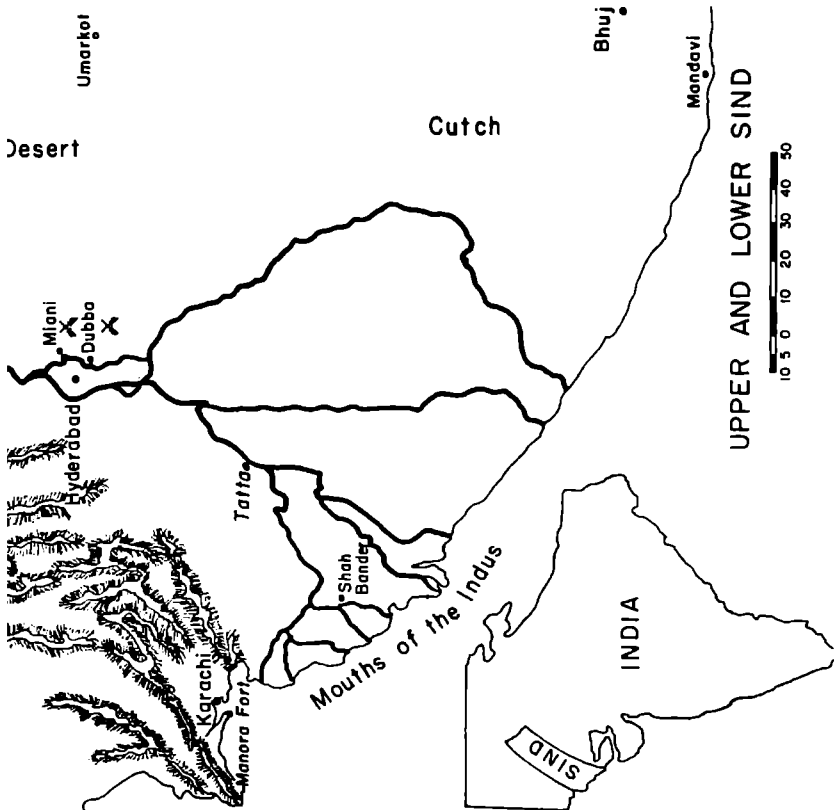 Umarkot
Desert
Cutch
Bhuj
Mandavi
Miani
Dubba
Hyderabad
Tatta
Shah
Bander
Karachi
Manora Fort
Mouths of the Indus
UPPER AND LOWER SIND
10 5 0 10 20 30 40 50
INDIA
SIND